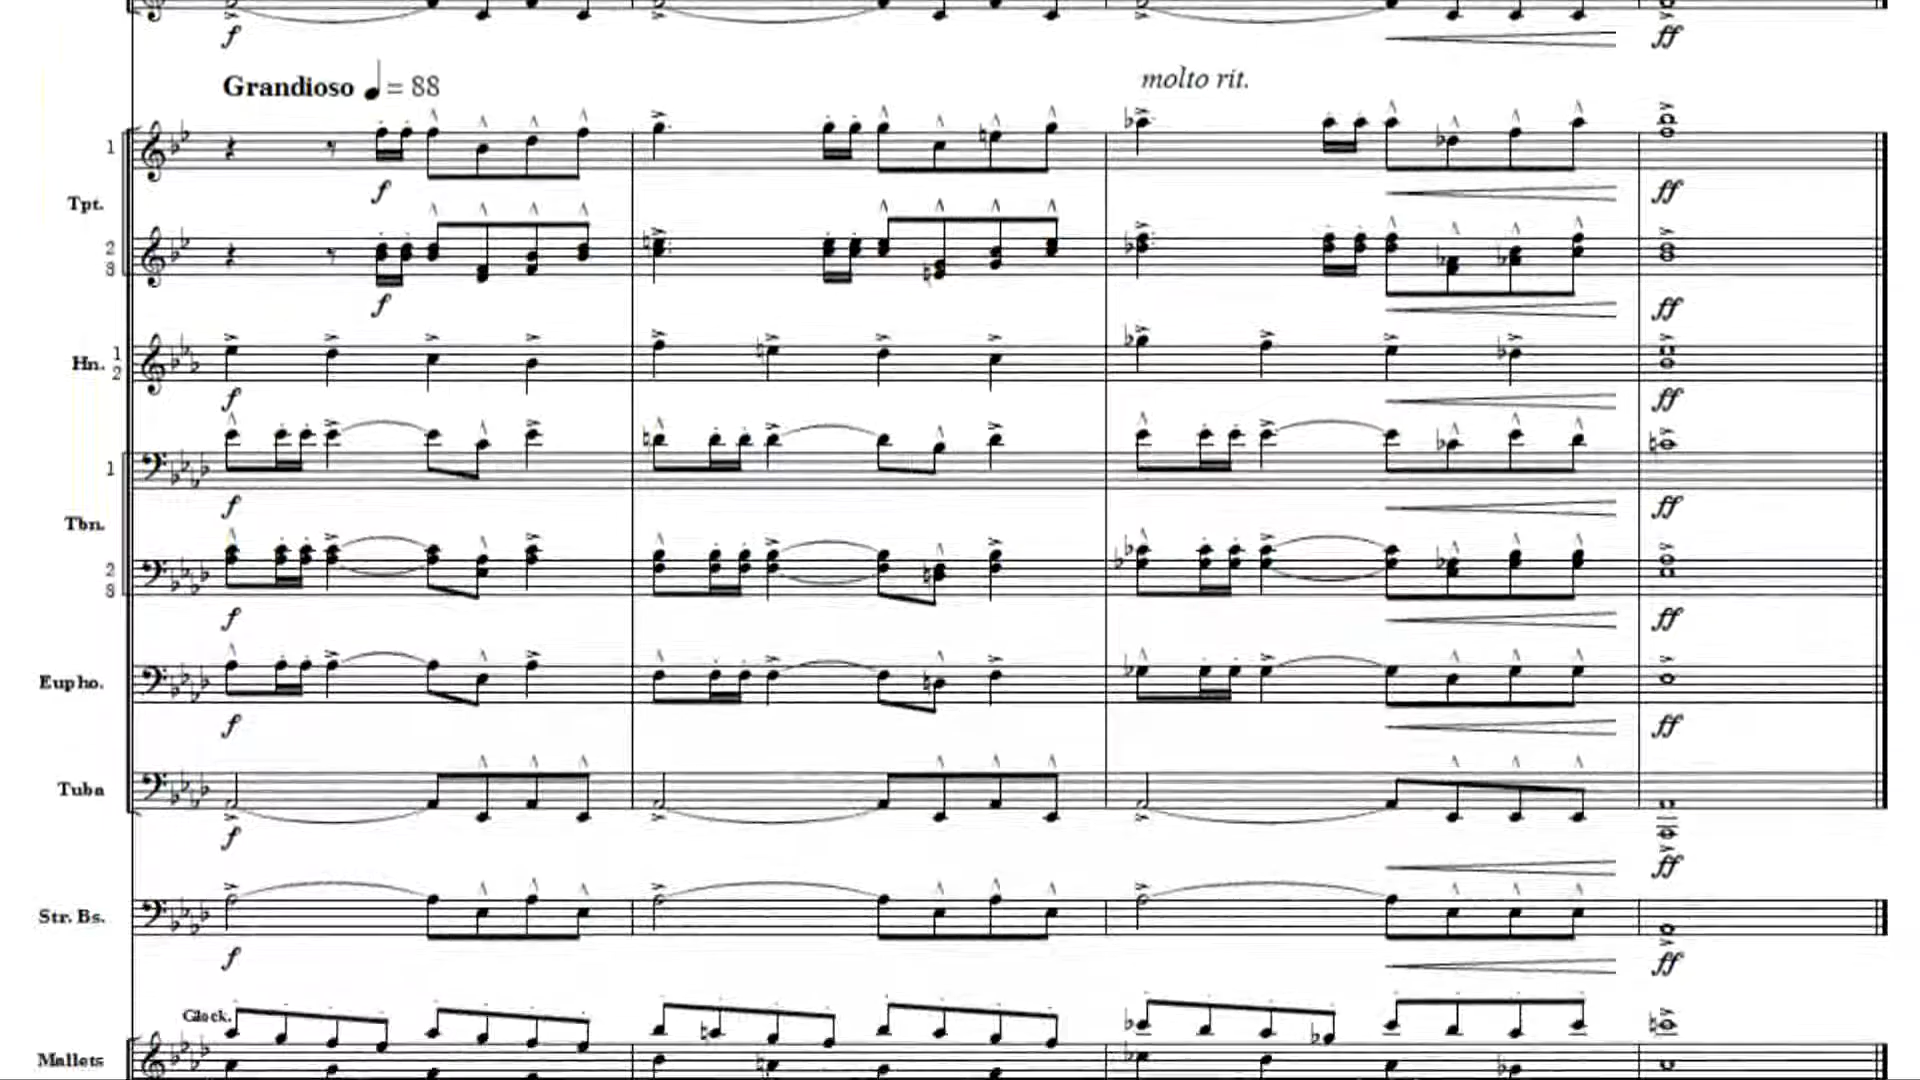 f ff
Grandioso ♩ = 88 molto rit.
1
f ff
Tpt.
2
3
f ff
Hn. 1
2
f ff
1
f ff
Tbn.
2
3
f ff
Eupho.
f ff
Tuba
f ff
Str. Bs.
f ff
Glock.
Mallets